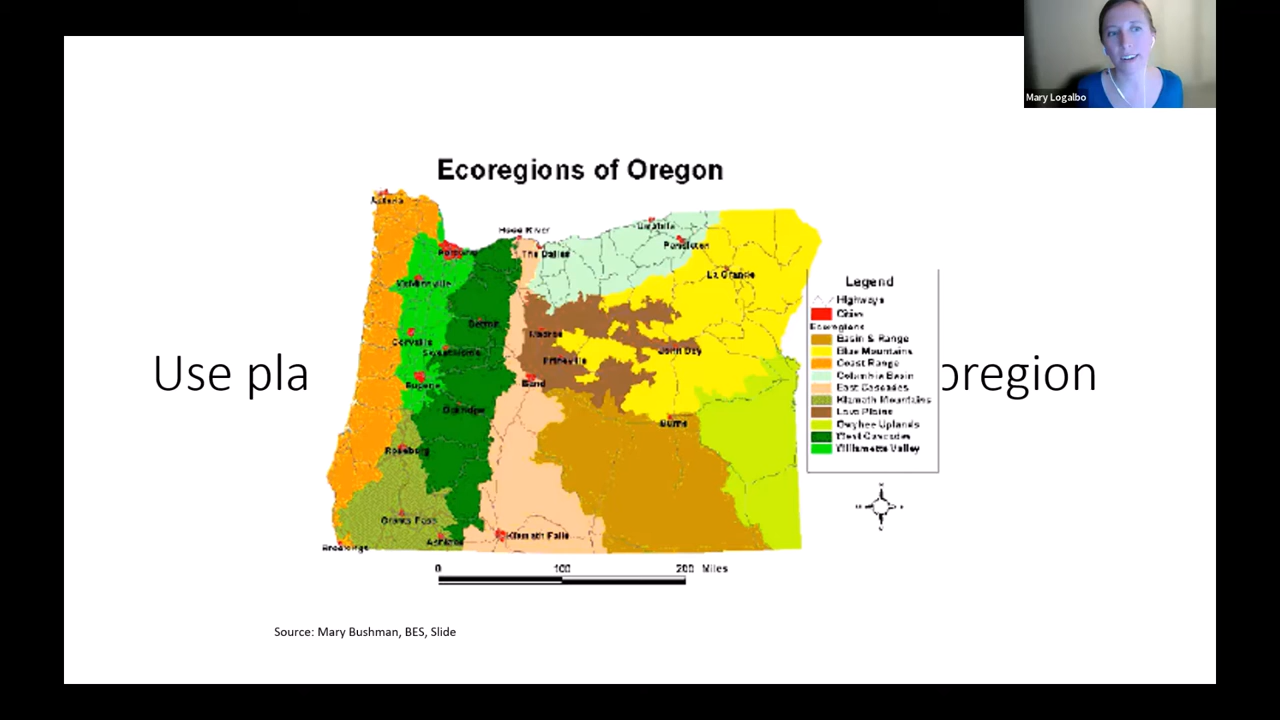 Mary Logalbo
Ecoregions of Oregon
Astoria
Hood River
Umatilla
Portland
The Dalles
Pendleton
La Grande
McMinnville
Detroit
Madras
Corvallis
Sweethome
Prineville
John Day
Eugene
Bend
Oakridge
Burns
Roseburg
Grants Pass
Brookings
Ashland
Klamath Falls
Legend
Highways
Cities
Ecoregions
Basin & Range
Blue Mountains
Coast Range
Columbia Basin
East Cascades
Klamath Mountains
Lava Plains
Owyhee Uplands
West Cascades
Willamette Valley
Use pla oregion
0 100 200 Miles
Source: Mary Bushman, BES, Slide